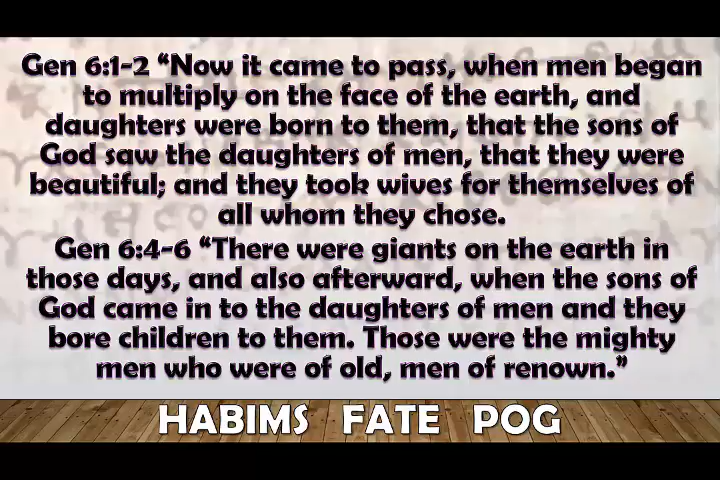 Gen 6:1-2 “Now it came to pass, when men began
to multiply on the face of the earth, and
daughters were born to them, that the sons of
God saw the daughters of men, that they were
beautiful; and they took wives for themselves of
all whom they chose.
Gen 6:4-6 “There were giants on the earth in
those days, and also afterward, when the sons of
God came in to the daughters of men and they
bore children to them. Those were the mighty
men who were of old, men of renown.”
HABIMS FATE POG